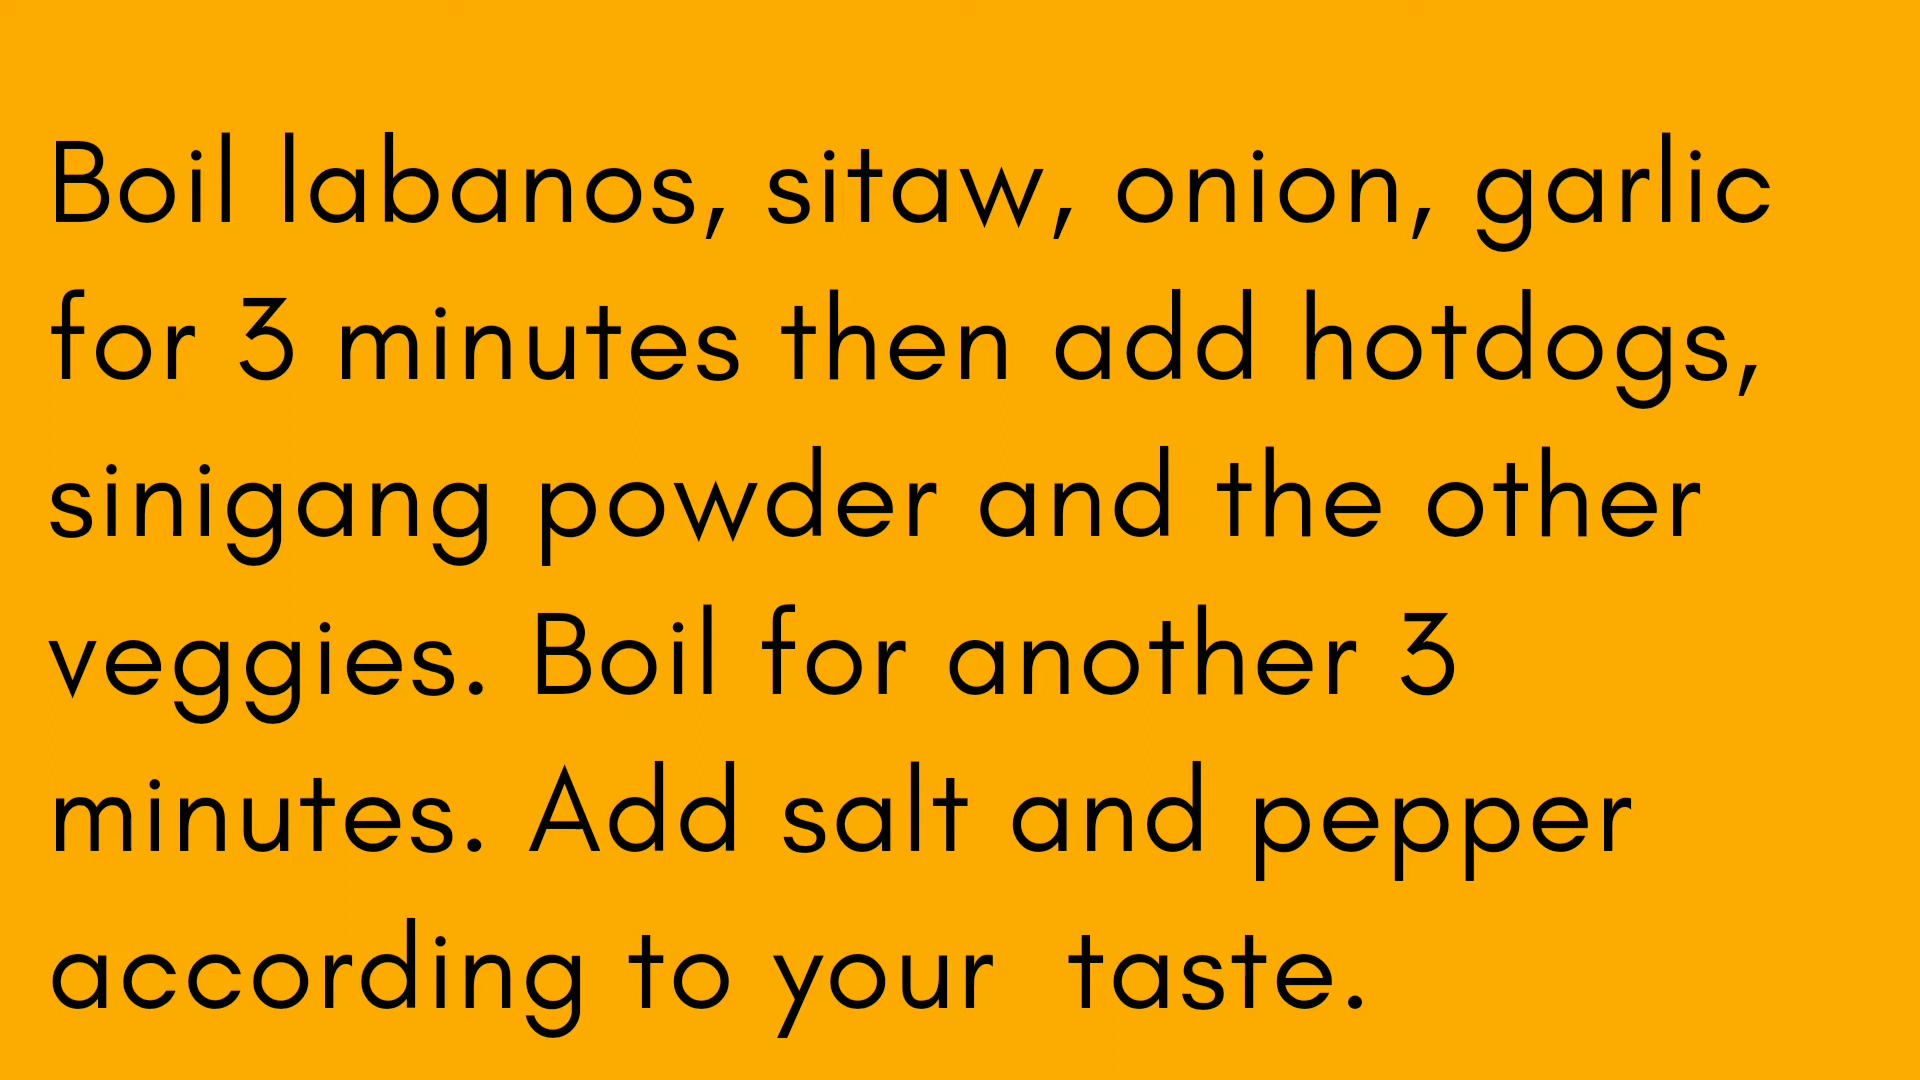 Boil labanos, sitaw, onion, garlic
for 3 minutes then add hotdogs,
sinigang powder and the other
veggies. Boil for another 3
minutes. Add salt and pepper
according to your  taste.